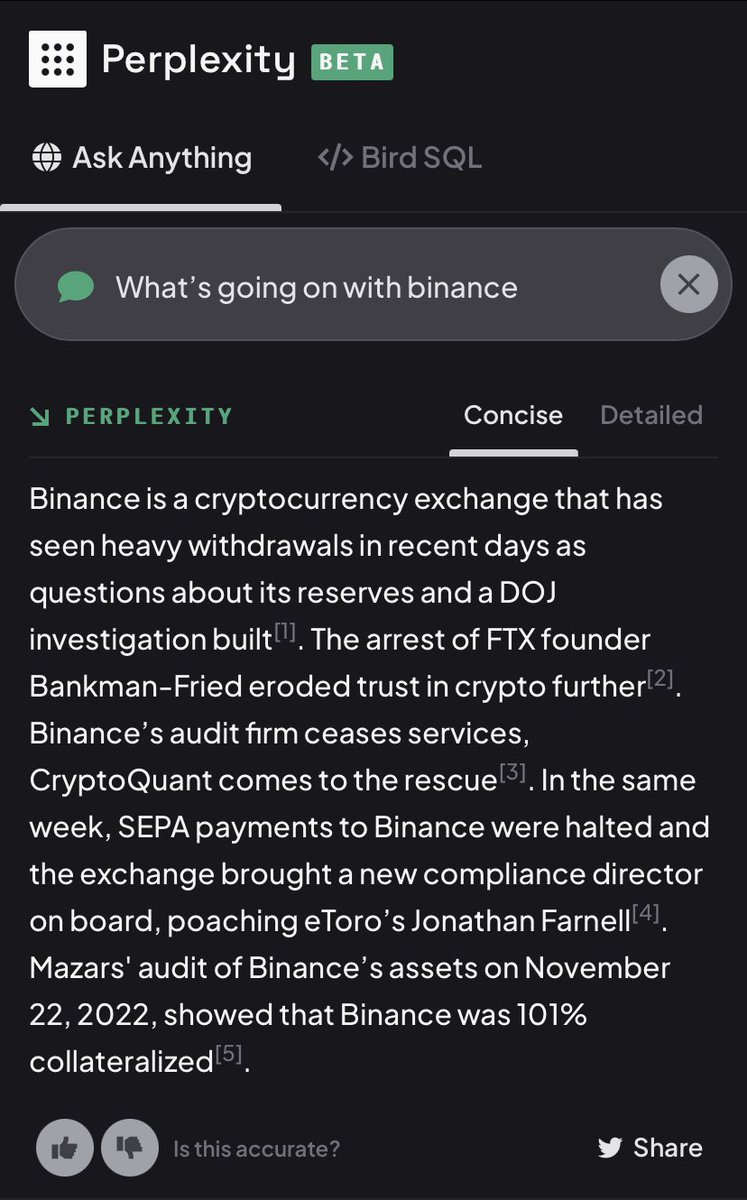 Perplexity BETA
Ask Anything </> Bird SQL
What’s going on with binance
PERPLEXITY Concise Detailed
Binance is a cryptocurrency exchange that has
seen heavy withdrawals in recent days as
questions about its reserves and a DOJ
investigation built[1]. The arrest of FTX founder
Bankman-Fried eroded trust in crypto further[2].
Binance’s audit firm ceases services,
CryptoQuant comes to the rescue[3]. In the same
week, SEPA payments to Binance were halted and
the exchange brought a new compliance director
on board, poaching eToro’s Jonathan Farnell[4].
Mazars' audit of Binance’s assets on November
22, 2022, showed that Binance was 101%
collateralized[5].
Is this accurate? Share